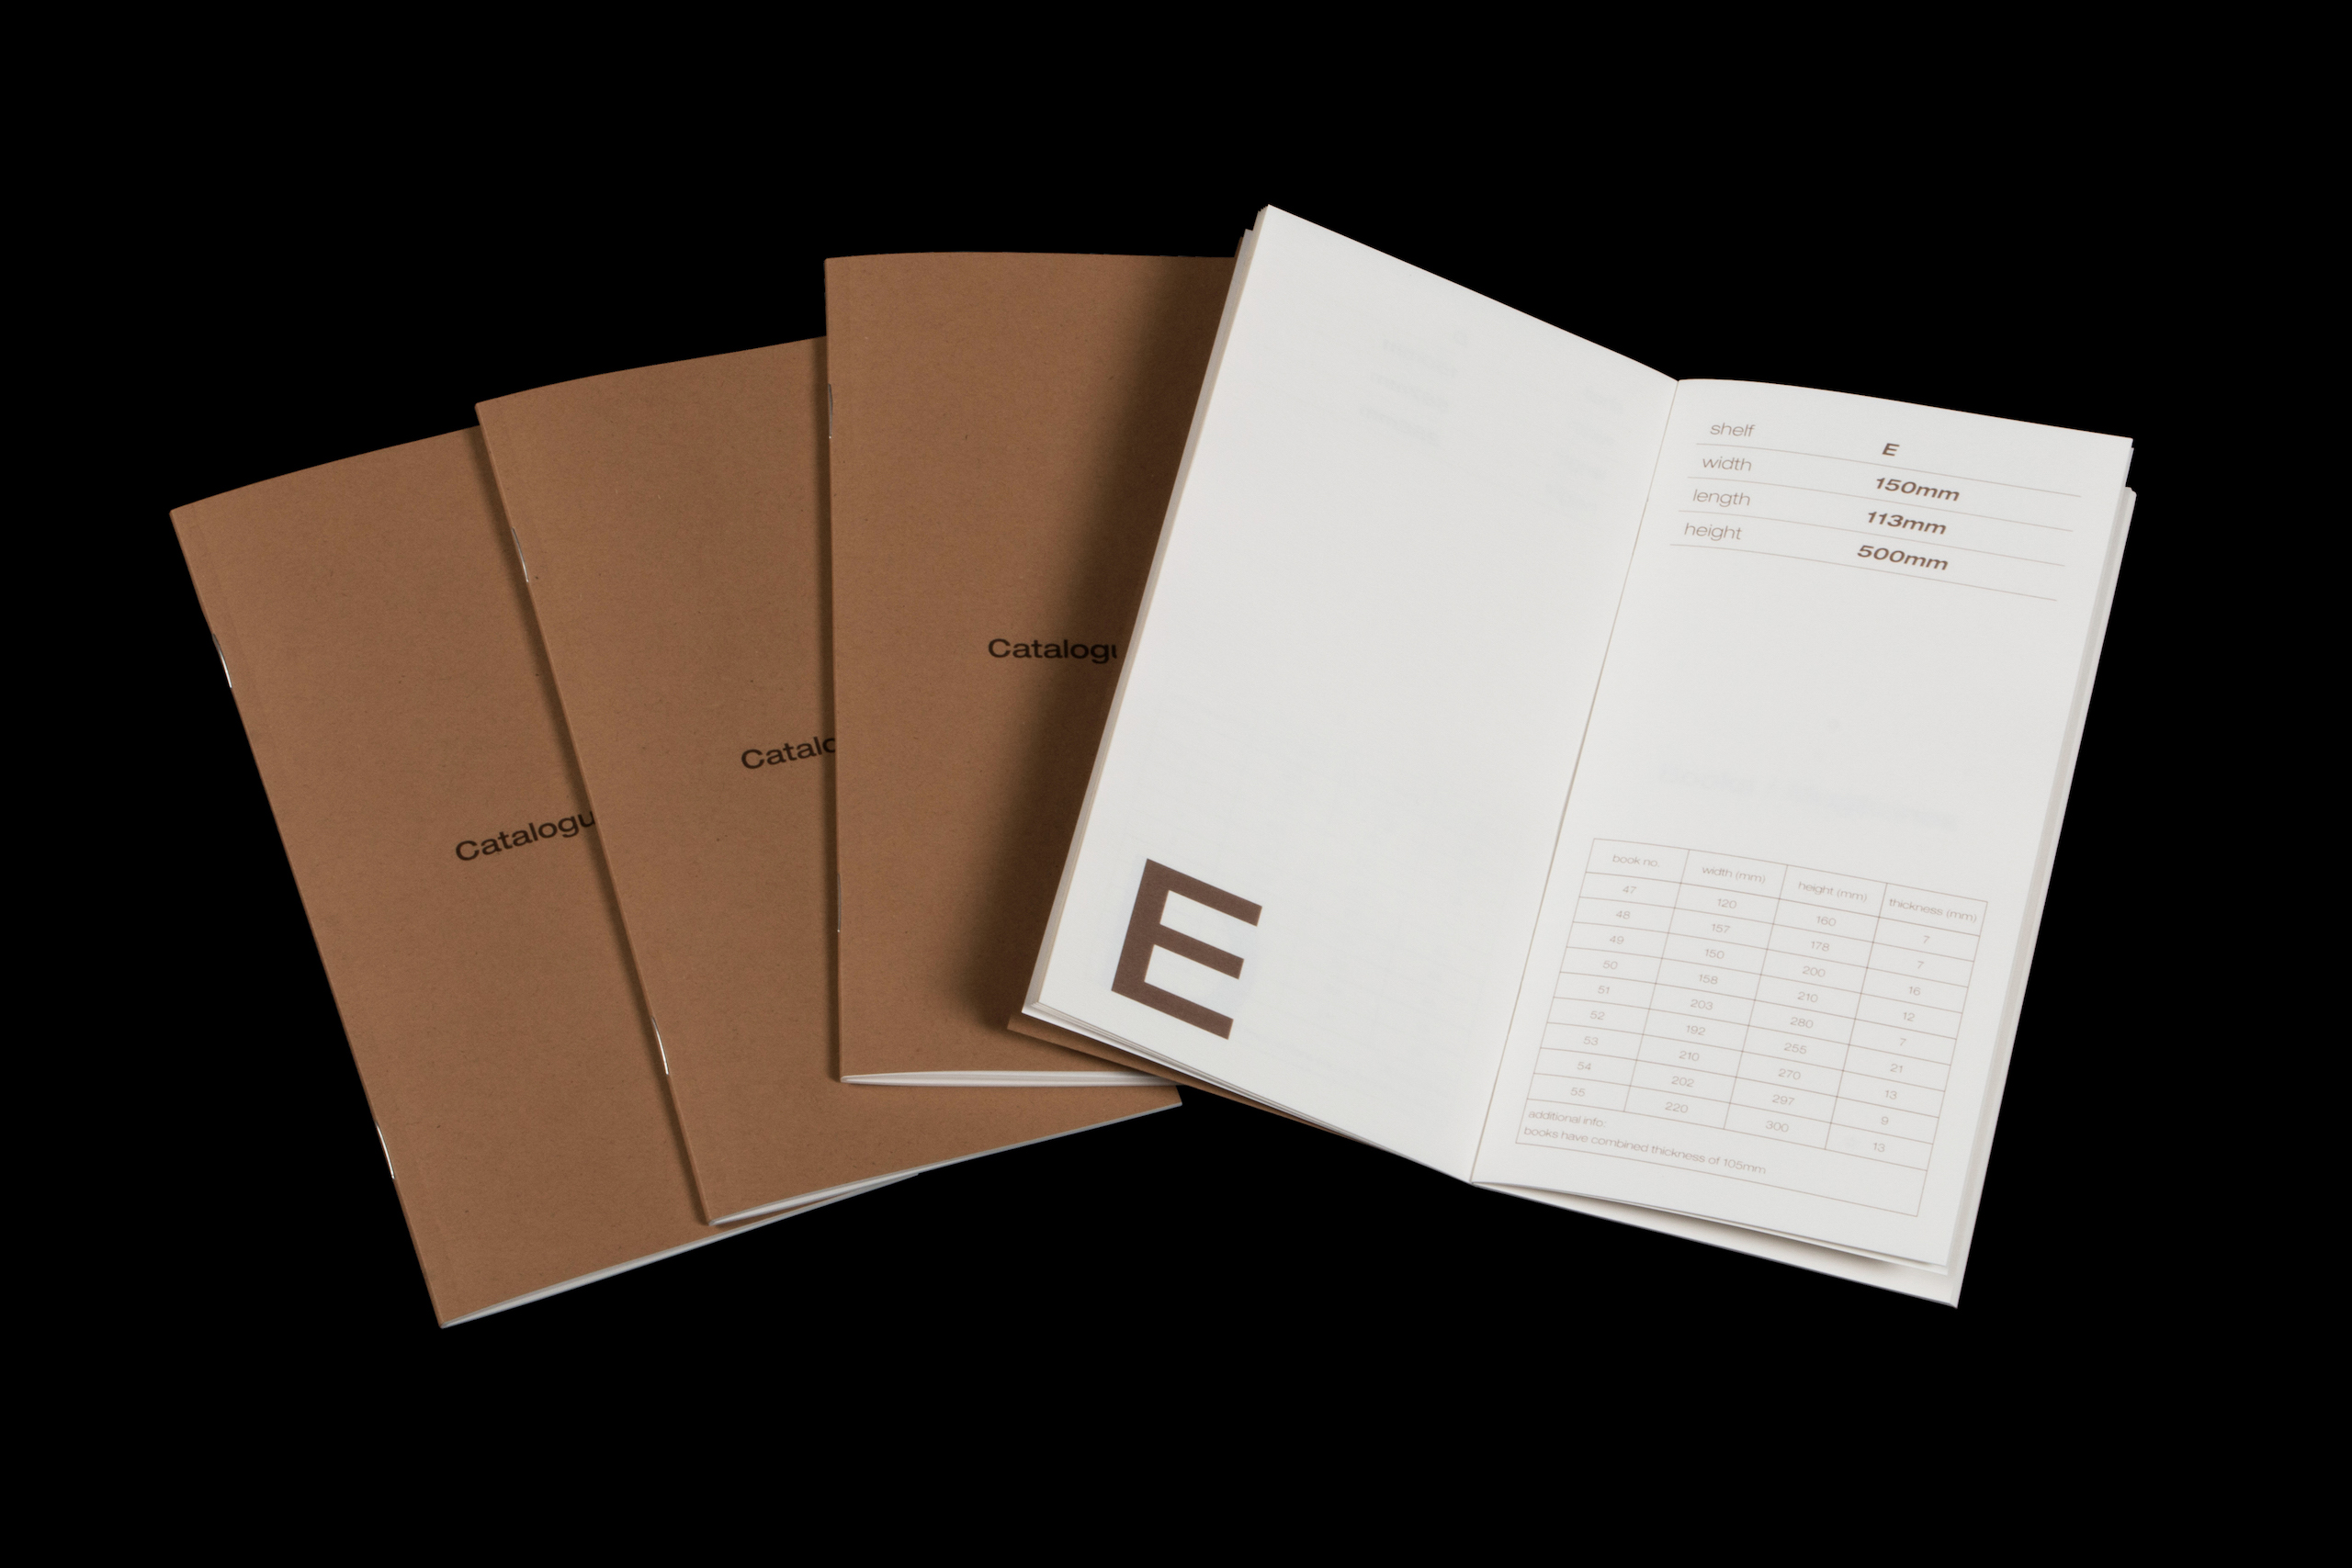 Catalogu
Catalo
Catalogu
E
shelf E
width 150mm
length 113mm
height 500mm
book no. width (mm) height (mm) thickness (mm)
47 120 160 7
48 157 178 7
49 150 200 16
50 158 210 12
51 203 280 7
52 192 255 21
53 210 270 13
54 202 297 9
55 220 300 13
additional info:
books have combined thickness of 105mm